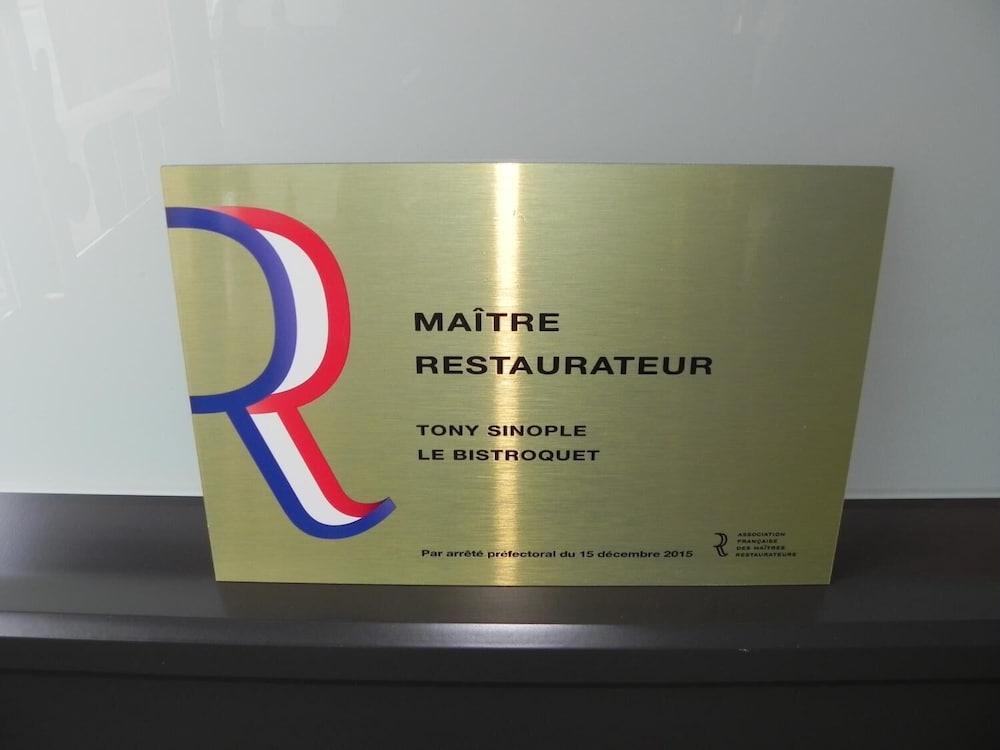 MAÎTRE
RESTAURATEUR
TONY SINOPLE
LE BISTROQUET
Par arrêté préfectoral du 15 décembre 2015
ASSOCIATION
FRANÇAISE
DES MAÎTRES
RESTAURATEURS